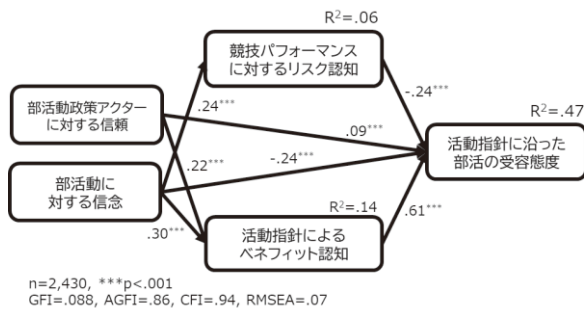 R²=.06
競技パフォーマンス
に対するリスク認知
部活動政策アクター
に対する信頼
.24***
-.24***
R²=.47
.09***
活動指針に沿った
部活の受容態度
.22***
-.24***
部活動に
対する信念
R²=.14
.61***
.30***
活動指針による
ベネフィット認知
n=2,430, ***p<.001
GFI=.088, AGFI=.86, CFI=.94, RMSEA=.07